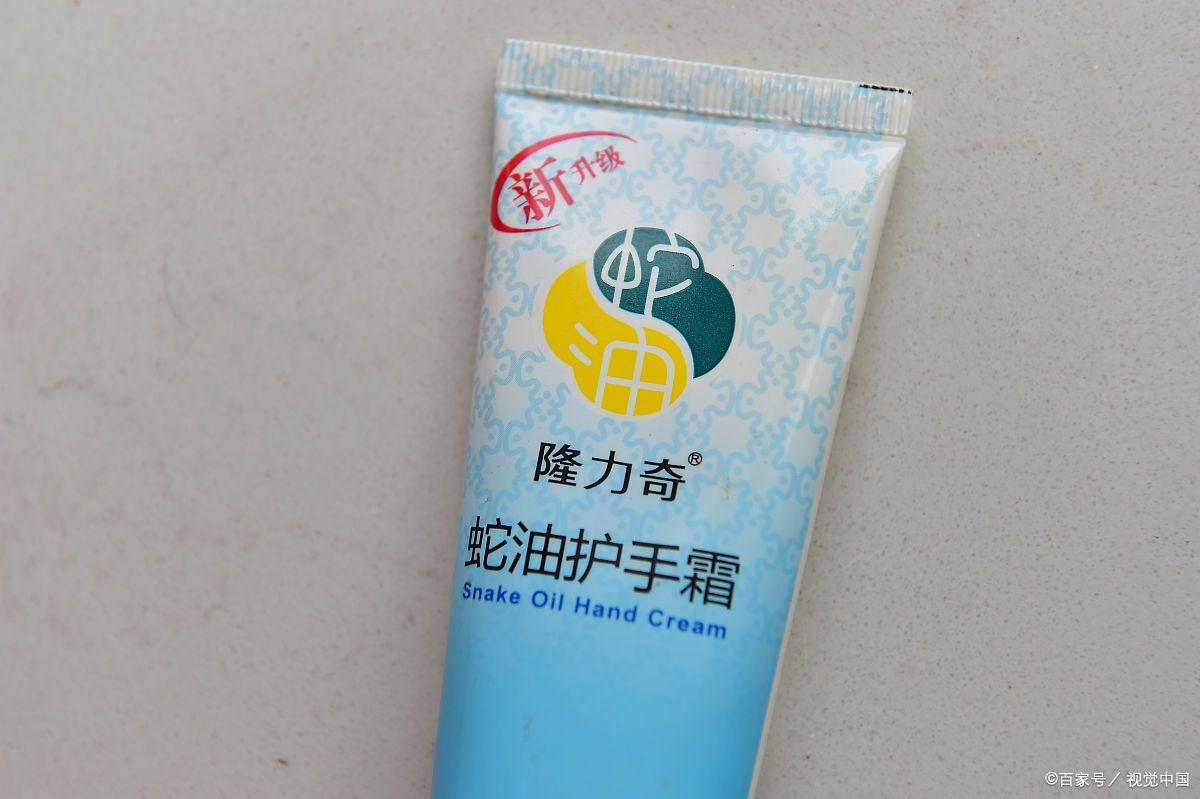 新升级
蛇
油
隆力奇®
蛇油护手霜
Snake Oil Hand Cream
©百家号／视觉中国